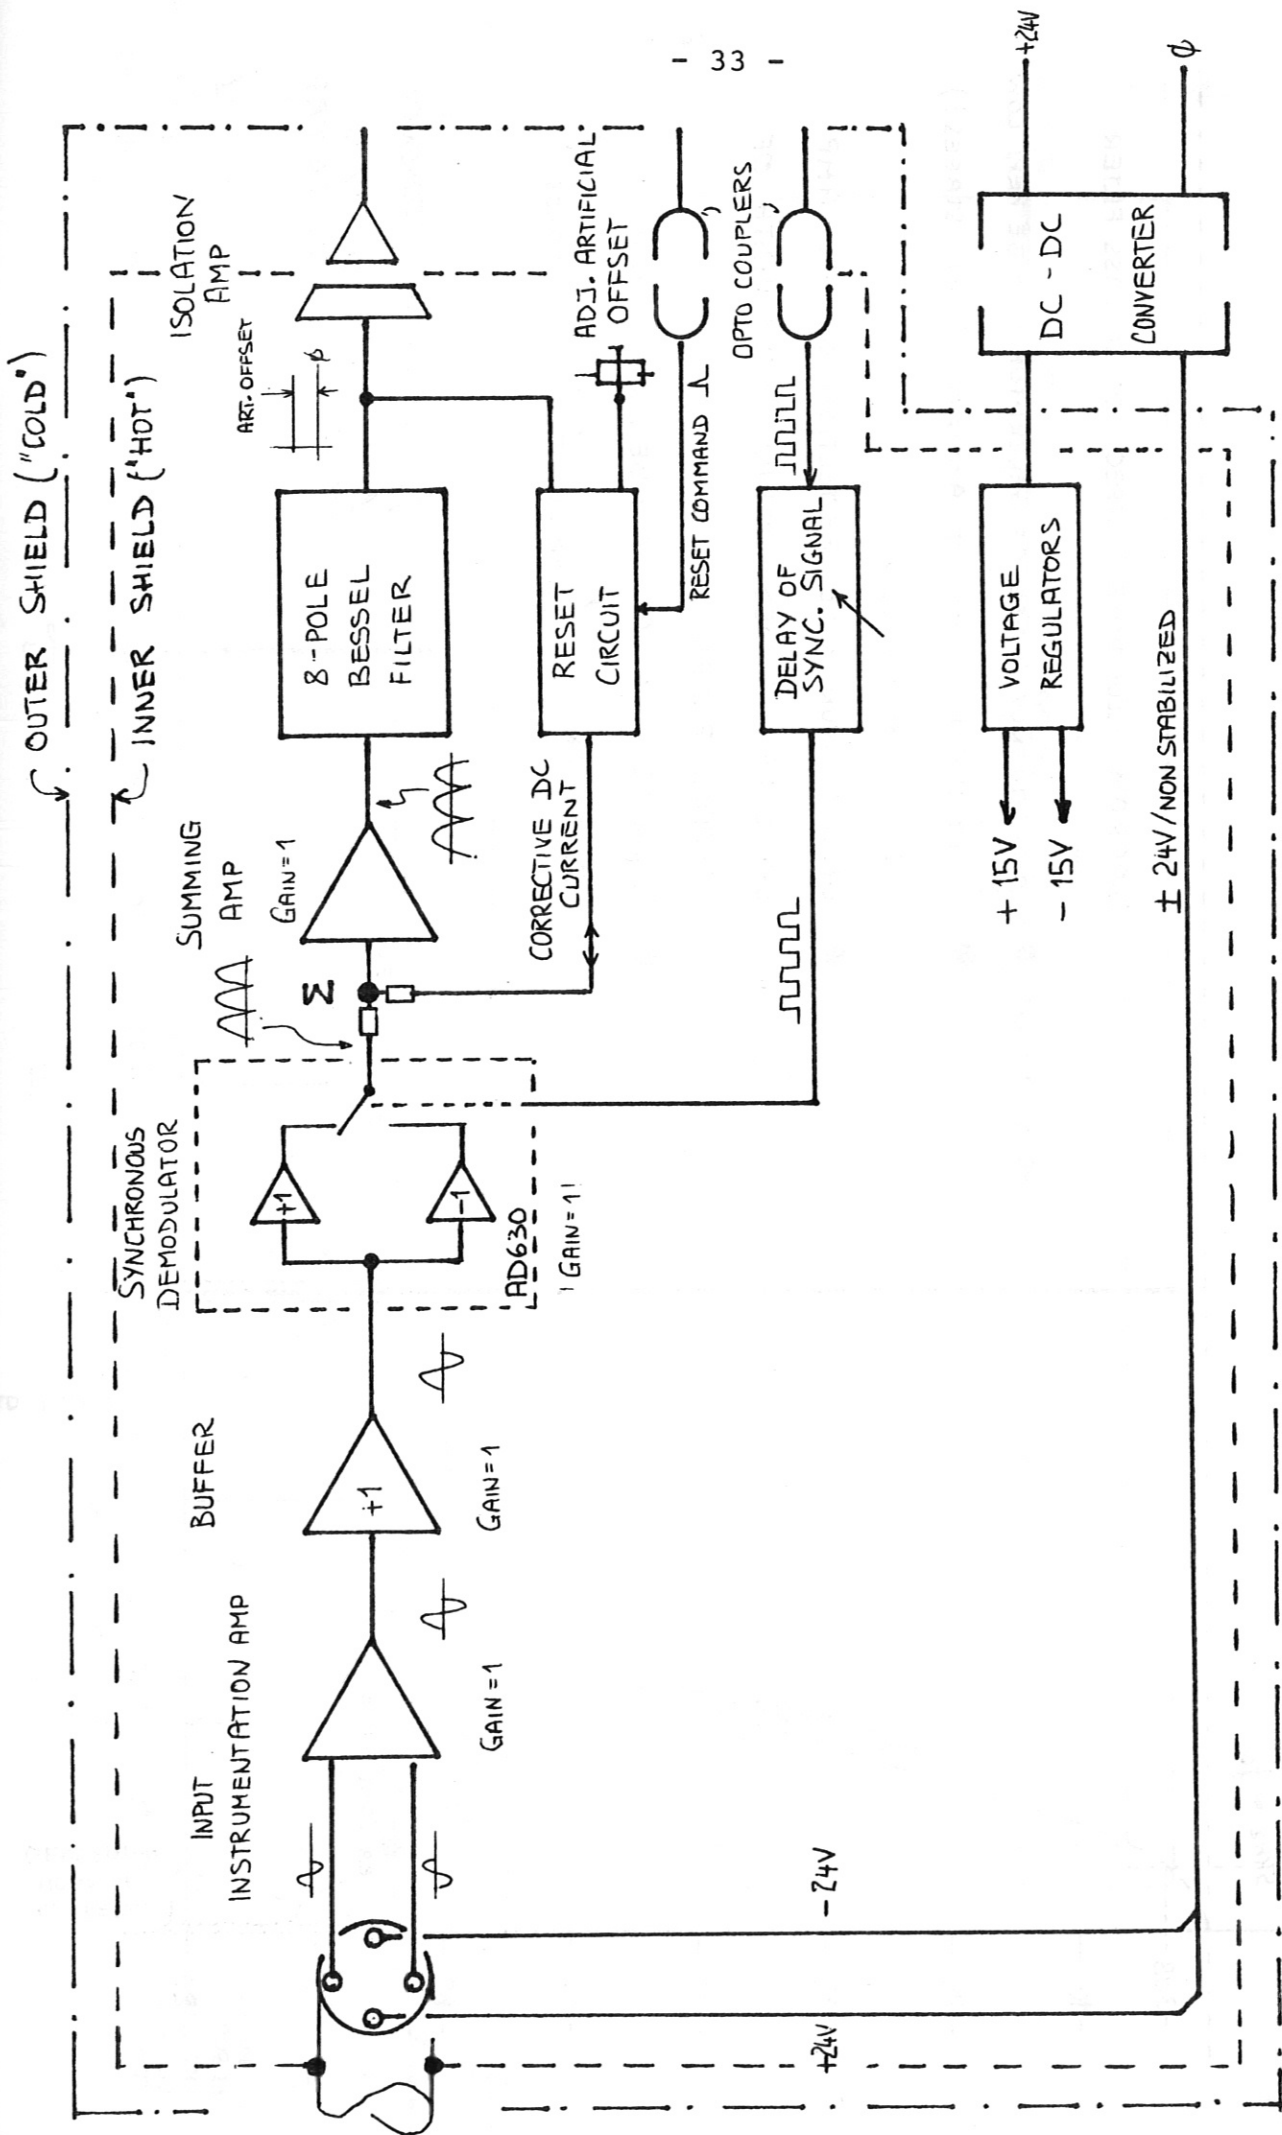 - 33 -
OUTER SHIELD ("COLD")
INNER SHIELD ("HOT")
INPUT
INSTRUMENTATION AMP
GAIN=1
BUFFER
+1
GAIN=1
SYNCHRONOUS
DEMODULATOR
+1
-1
AD630
|GAIN=1|
SUMMING
AMP
GAIN=1
Σ
8-POLE
BESSEL
FILTER
ART. OFFSET
ϕ
ISOLATION
AMP
CORRECTIVE DC
CURRENT
RESET
CIRCUIT
ADJ. ARTIFICIAL
OFFSET
RESET COMMAND
OPTO COUPLERS
DELAY OF
SYNC. SIGNAL
+24V
-24V
+15V
-15V
VOLTAGE
REGULATORS
± 24V/NON STABILIZED
DC-DC
CONVERTER
+24V
ϕ